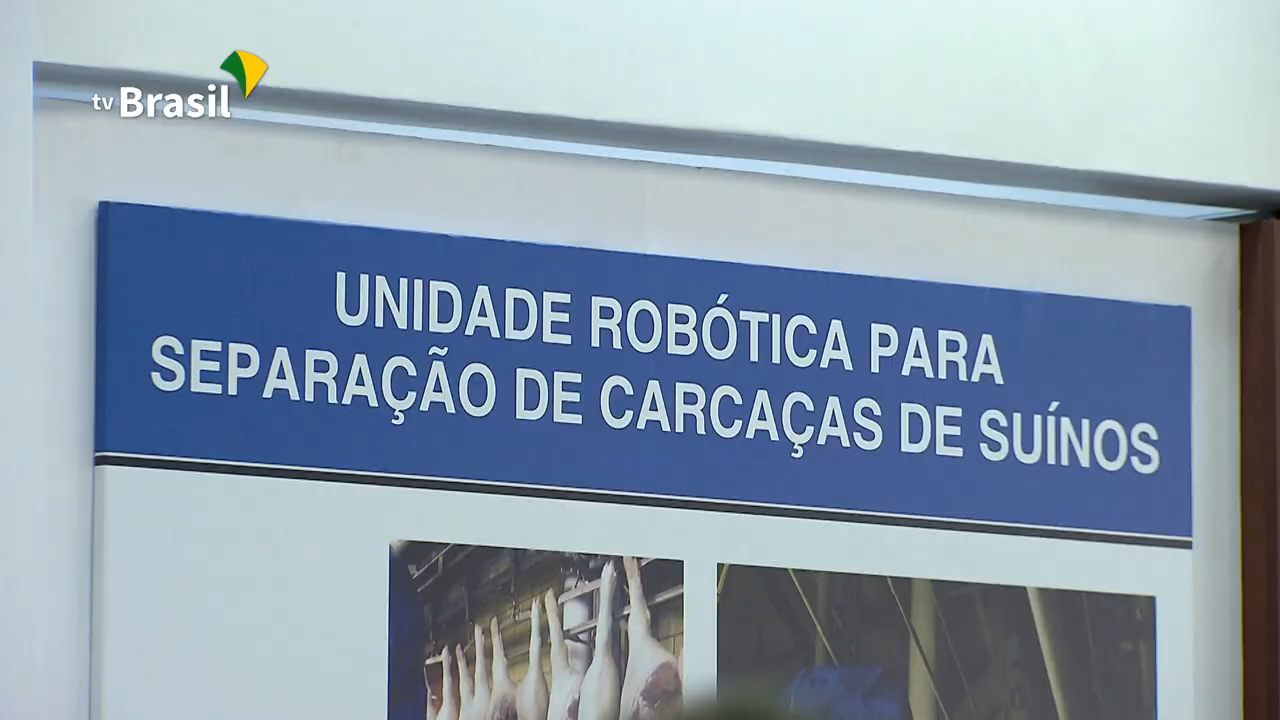 tv Brasil
UNIDADE ROBÓTICA PARA
SEPARAÇÃO DE CARCAÇAS DE SUÍNOS